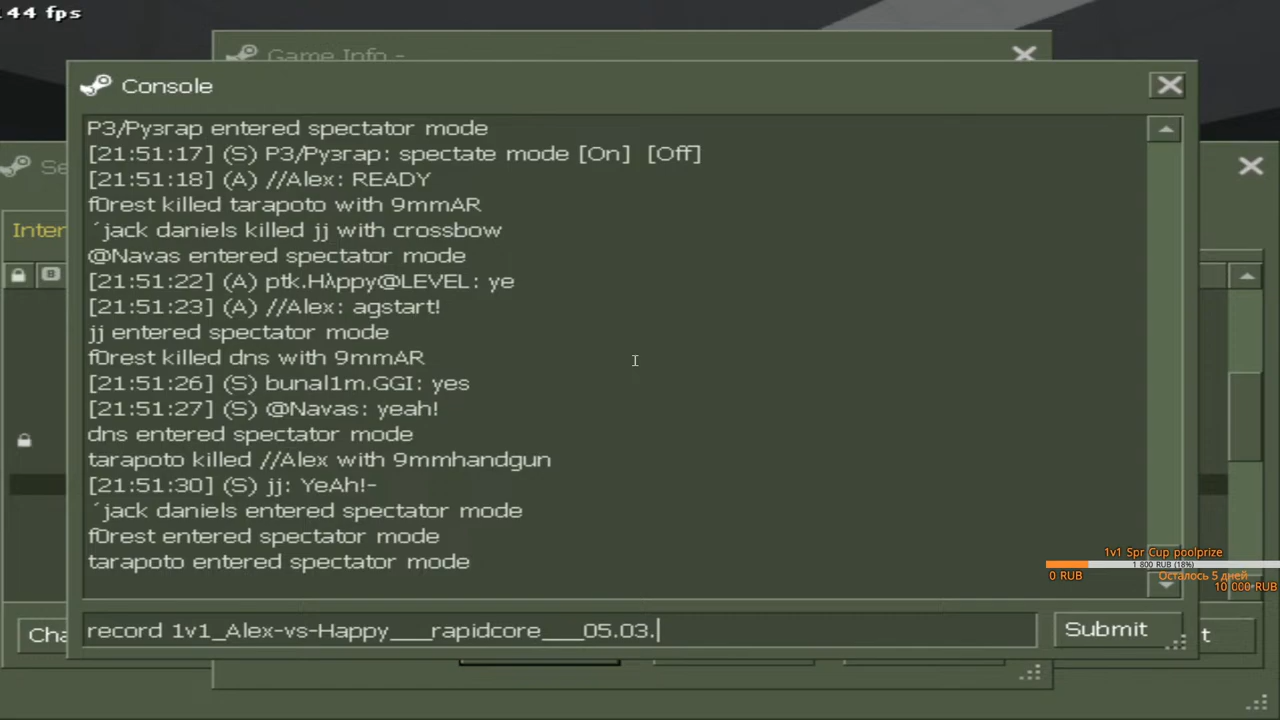 44 fps
Game Info -
Console
РЗ/Рузгар entered spectator mode
[21:51:17] (S) РЗ/Рузгар: spectate mode [On]  [Off]
[21:51:18] (A) //Alex: READY
f0rest killed tarapoto with 9mmAR
´jack daniels killed jj with crossbow
@Navas entered spectator mode
[21:51:22] (A) ptk.Hλppy@LEVEL: ye
[21:51:23] (A) //Alex: agstart!
jj entered spectator mode
f0rest killed dns with 9mmAR
[21:51:26] (S) bunal1m.GGI: yes
[21:51:27] (S) @Navas: yeah!
dns entered spectator mode
tarapoto killed //Alex with 9mmhandgun
[21:51:30] (S) jj: YeAh!-
´jack daniels entered spectator mode
f0rest entered spectator mode
tarapoto entered spectator mode
record 1v1_Alex-vs-Happy___rapidcore___05.03.
Submit
Se
Inter
Cha
t
1v1 Spr Cup poolprize
1 800 RUB (18%)
0 RUB
Осталось 5 дней
10 000 RUB